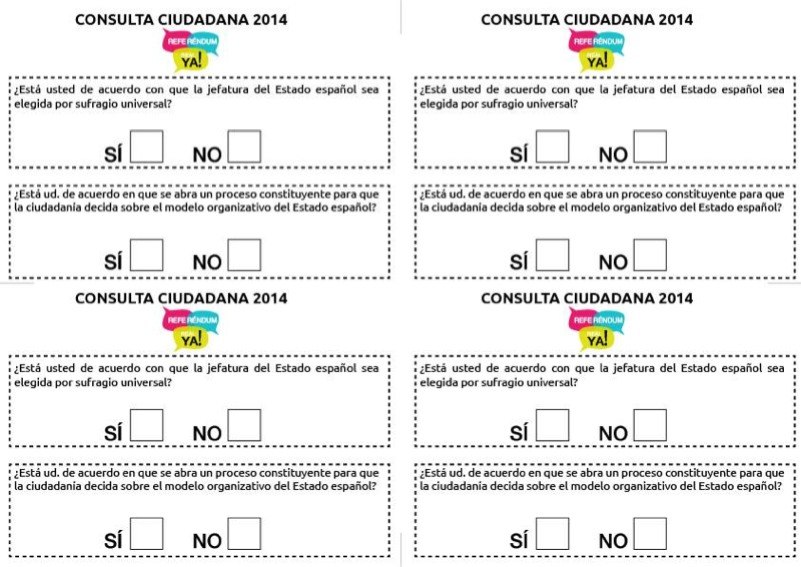 CONSULTA CIUDADANA 2014
REFERÉNDUM
YA!
¿Está usted de acuerdo con que la jefatura del Estado español sea
elegida por sufragio universal?
SÍ NO
¿Está ud. de acuerdo en que se abra un proceso constituyente para que
la ciudadanía decida sobre el modelo organizativo del Estado español?
SÍ NO
CONSULTA CIUDADANA 2014
REFERÉNDUM
YA!
¿Está usted de acuerdo con que la jefatura del Estado español sea
elegida por sufragio universal?
SÍ NO
¿Está ud. de acuerdo en que se abra un proceso constituyente para que
la ciudadanía decida sobre el modelo organizativo del Estado español?
SÍ NO
CONSULTA CIUDADANA 2014
REFERÉNDUM
YA!
¿Está usted de acuerdo con que la jefatura del Estado español sea
elegida por sufragio universal?
SÍ NO
¿Está ud. de acuerdo en que se abra un proceso constituyente para que
la ciudadanía decida sobre el modelo organizativo del Estado español?
SÍ NO
CONSULTA CIUDADANA 2014
REFERÉNDUM
YA!
¿Está usted de acuerdo con que la jefatura del Estado español sea
elegida por sufragio universal?
SÍ NO
¿Está ud. de acuerdo en que se abra un proceso constituyente para que
la ciudadanía decida sobre el modelo organizativo del Estado español?
SÍ NO